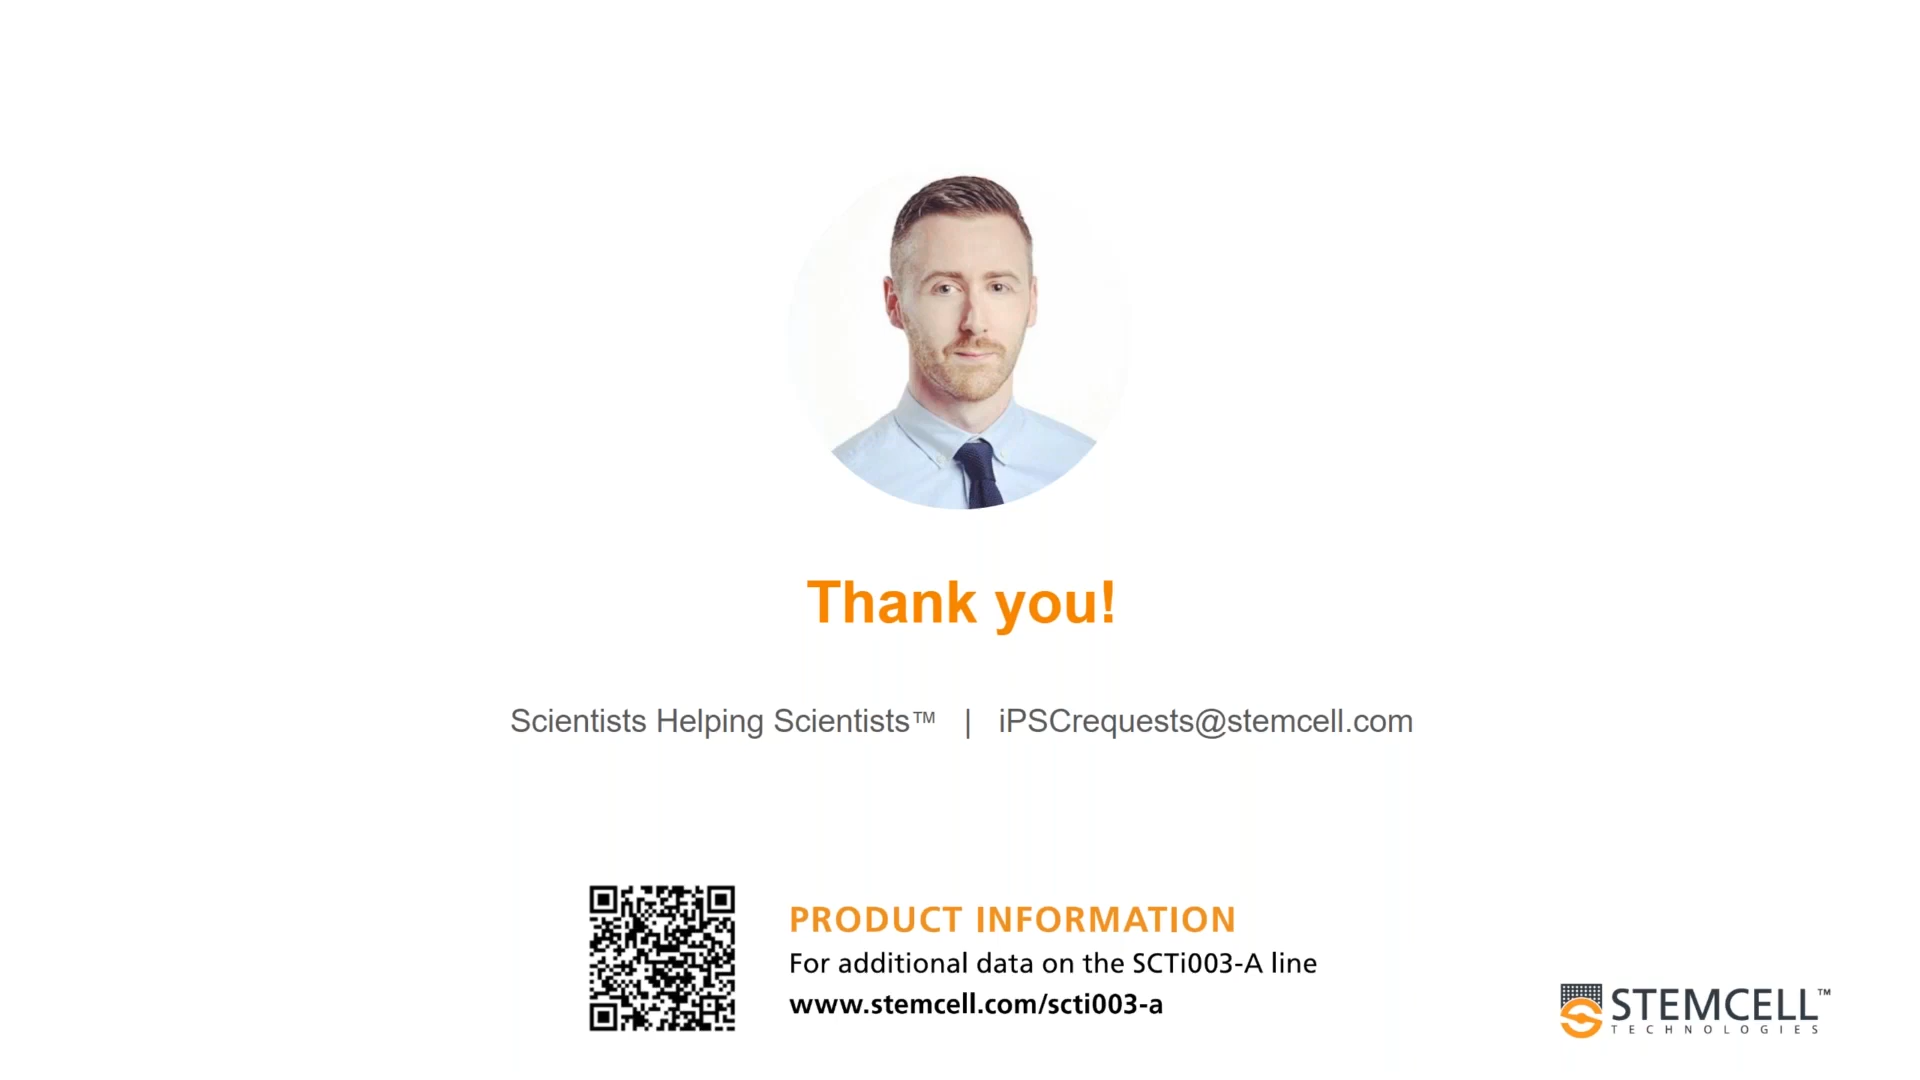 Thank you!
Scientists Helping Scientists™ | iPSCrequests@stemcell.com
PRODUCT INFORMATION
For additional data on the SCTi003-A line
www.stemcell.com/scti003-a
STEMCELL™
TECHNOLOGIES